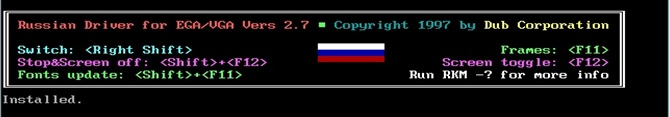 Russian Driver for EGA/VGA Vers 2.7 ■ Copyright 1997 by Dub Corporation
Switch: <Right Shift> Frames: <F11>
Stop&Screen off: <Shift>+<F12> Screen toggle: <F12>
Fonts update: <Shift>+<F11> Run RKM -? for more info
Installed.